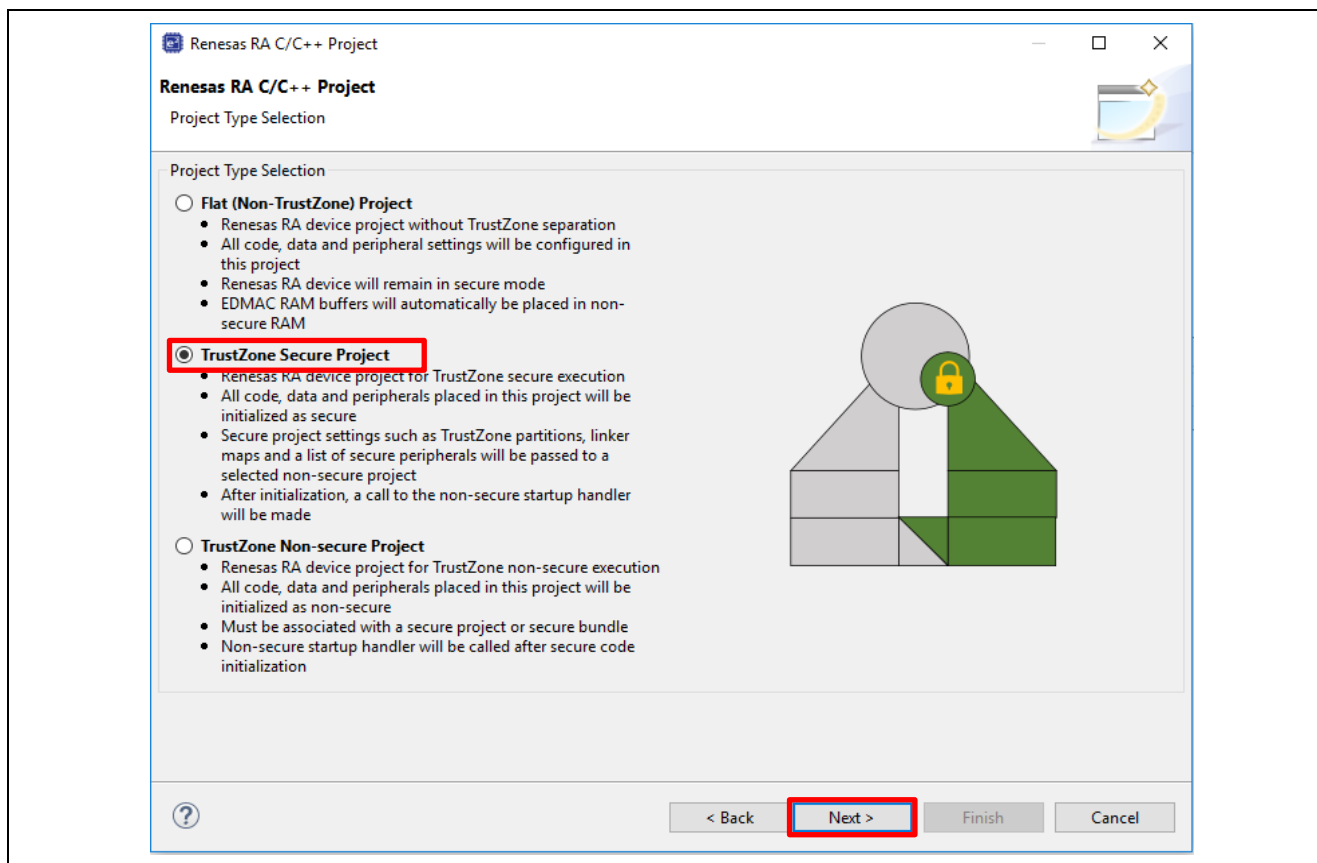 Renesas RA C/C++ Project
Renesas RA C/C++ Project
Project Type Selection
Project Type Selection
Flat (Non-TrustZone) Project
• Renesas RA device project without TrustZone separation
• All code, data and peripheral settings will be configured in
this project
• Renesas RA device will remain in secure mode
• EDMAC RAM buffers will automatically be placed in non-
secure RAM
TrustZone Secure Project
• Renesas RA device project for TrustZone secure execution
• All code, data and peripherals placed in this project will be
initialized as secure
• Secure project settings such as TrustZone partitions, linker
maps and a list of secure peripherals will be passed to a
selected non-secure project
• After initialization, a call to the non-secure startup handler
will be made
TrustZone Non-secure Project
• Renesas RA device project for TrustZone non-secure execution
• All code, data and peripherals placed in this project will be
initialized as non-secure
• Must be associated with a secure project or secure bundle
• Non-secure startup handler will be called after secure code
initialization
? < Back Next > Finish Cancel